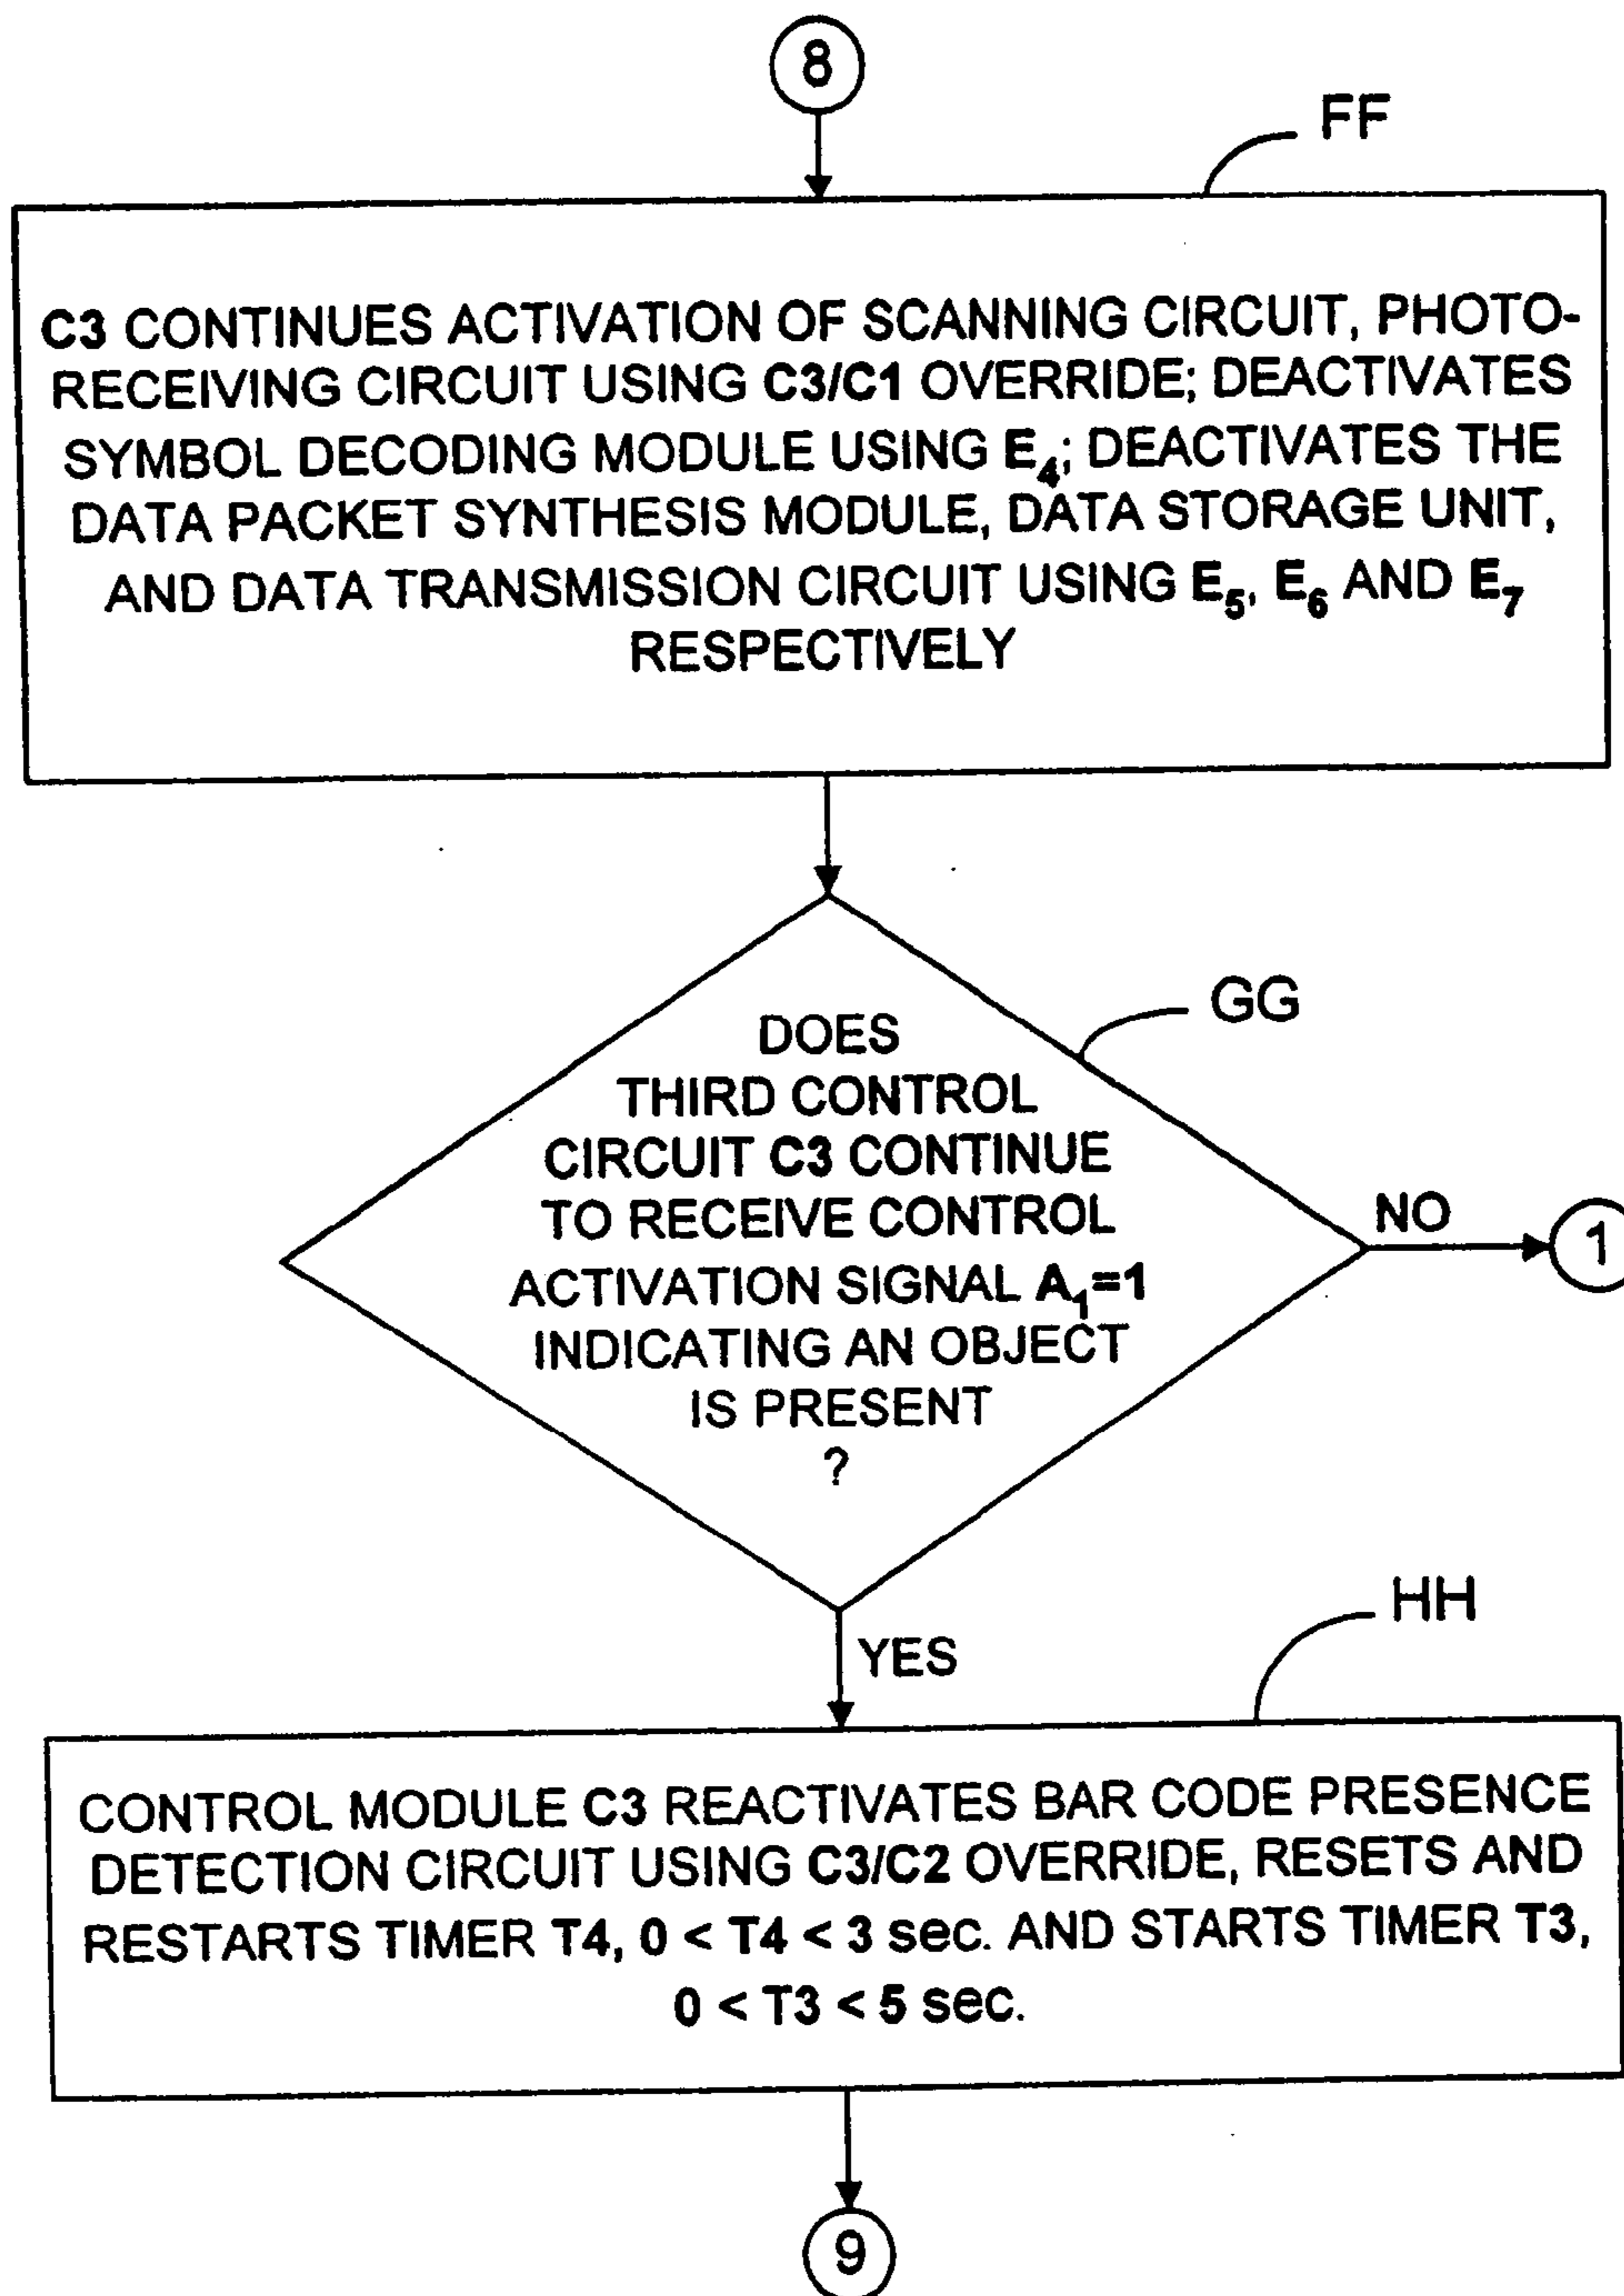 8
FF
C3 CONTINUES ACTIVATION OF SCANNING CIRCUIT, PHOTO-
RECEIVING CIRCUIT USING C3/C1 OVERRIDE; DEACTIVATES
SYMBOL DECODING MODULE USING E₄; DEACTIVATES THE
DATA PACKET SYNTHESIS MODULE, DATA STORAGE UNIT,
AND DATA TRANSMISSION CIRCUIT USING E₅, E₆ AND E₇
RESPECTIVELY
GG
DOES
THIRD CONTROL
CIRCUIT C3 CONTINUE
TO RECEIVE CONTROL
ACTIVATION SIGNAL A₁=1
INDICATING AN OBJECT
IS PRESENT
?
NO
1
YES
HH
CONTROL MODULE C3 REACTIVATES BAR CODE PRESENCE
DETECTION CIRCUIT USING C3/C2 OVERRIDE, RESETS AND
RESTARTS TIMER T4, 0 < T4 < 3 sec. AND STARTS TIMER T3,
0 < T3 < 5 sec.
9